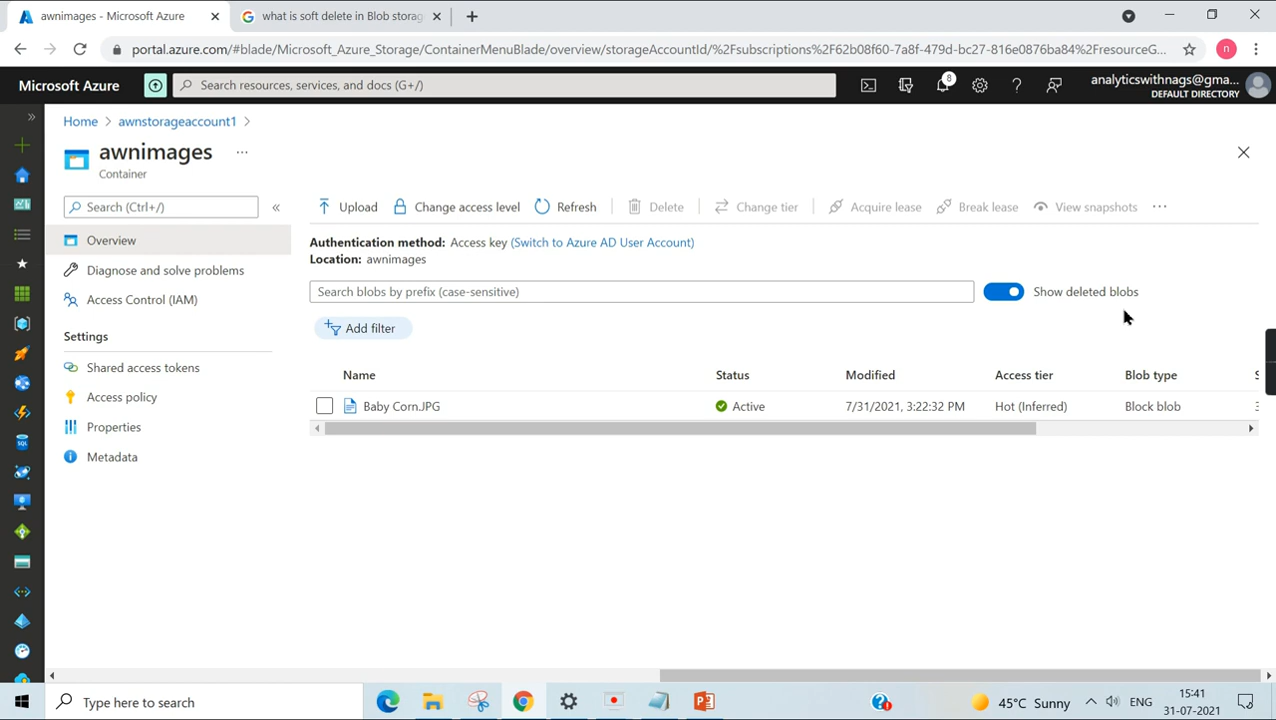 awnimages - Microsoft Azure
what is soft delete in Blob storag
portal.azure.com/#blade/Microsoft_Azure_Storage/ContainerMenuBlade/overview/storageAccountId/%2Fsubscriptions%2F62b08f60-7a8f-479d-bc27-816e0876ba84%2FresourceG...
n
Microsoft Azure
Search resources, services, and docs (G+/)
8
analyticswithnags@gma...
DEFAULT DIRECTORY
Home > awnstorageaccount1 >
awnimages ...
Container
Search (Ctrl+/)
Upload Change access level Refresh Delete Change tier Acquire lease Break lease View snapshots ...
Overview
Diagnose and solve problems
Access Control (IAM)
Settings
Shared access tokens
Access policy
Properties
Metadata
Authentication method: Access key (Switch to Azure AD User Account)
Location: awnimages
Search blobs by prefix (case-sensitive)
Show deleted blobs
Add filter
Name Status Modified Access tier Blob type S
Baby Corn.JPG Active 7/31/2021, 3:22:32 PM Hot (Inferred) Block blob
SQL
Type here to search
45°C Sunny
ENG
15:41
31-07-2021